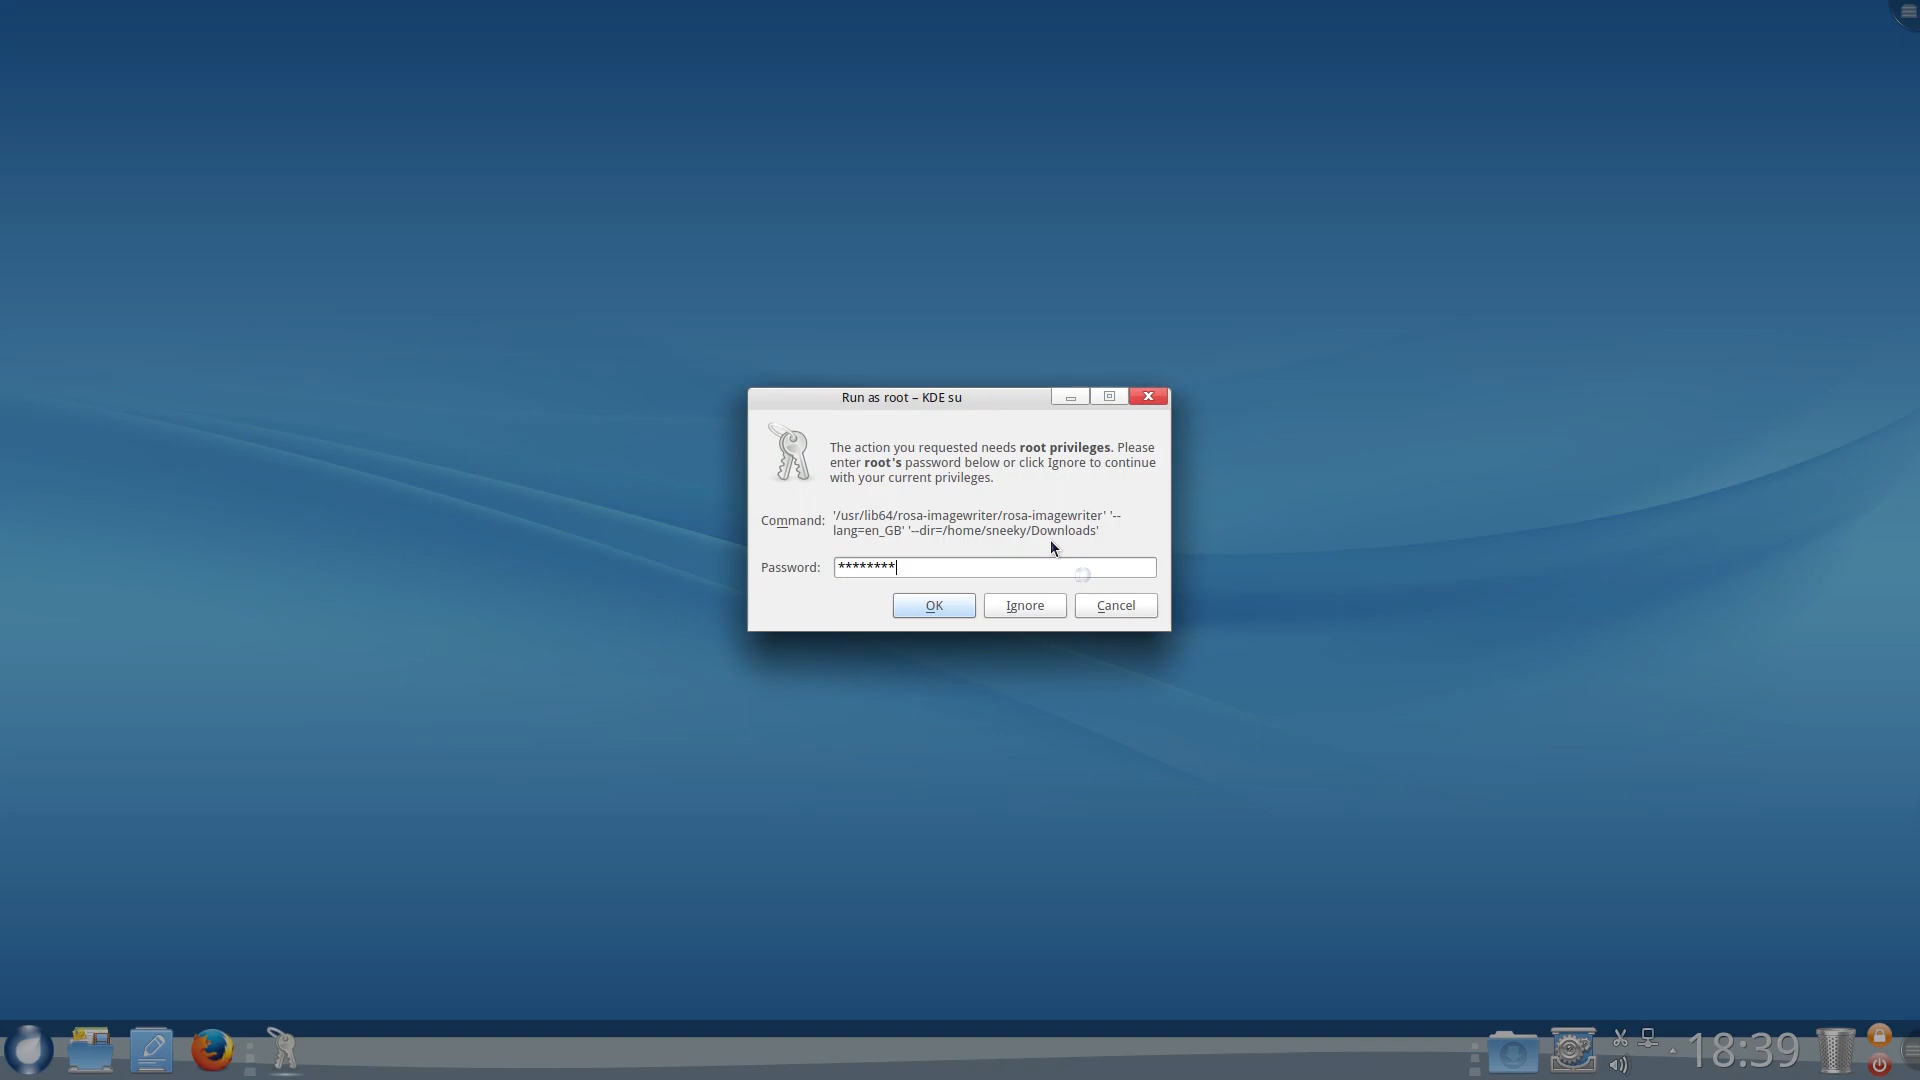 Run as root – KDE su
The action you requested needs root privileges. Please
enter root's password below or click Ignore to continue
with your current privileges.
Command: '/usr/lib64/rosa-imagewriter/rosa-imagewriter' '--
lang=en_GB' '--dir=/home/sneeky/Downloads'
Password: ********
OK Ignore Cancel
18:39